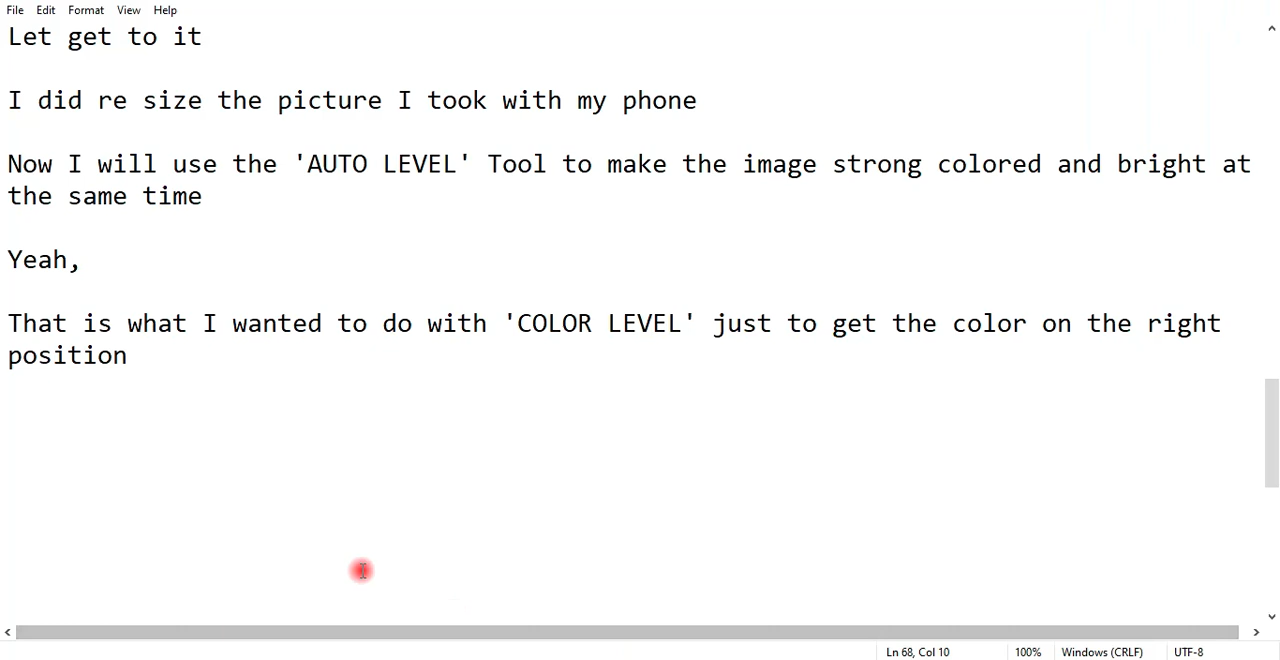 File Edit Format View Help
Let get to it
I did re size the picture I took with my phone
Now I will use the 'AUTO LEVEL' Tool to make the image strong colored and bright at
the same time
Yeah,
That is what I wanted to do with 'COLOR LEVEL' just to get the color on the right
position
Ln 68, Col 10 100% Windows (CRLF) UTF-8